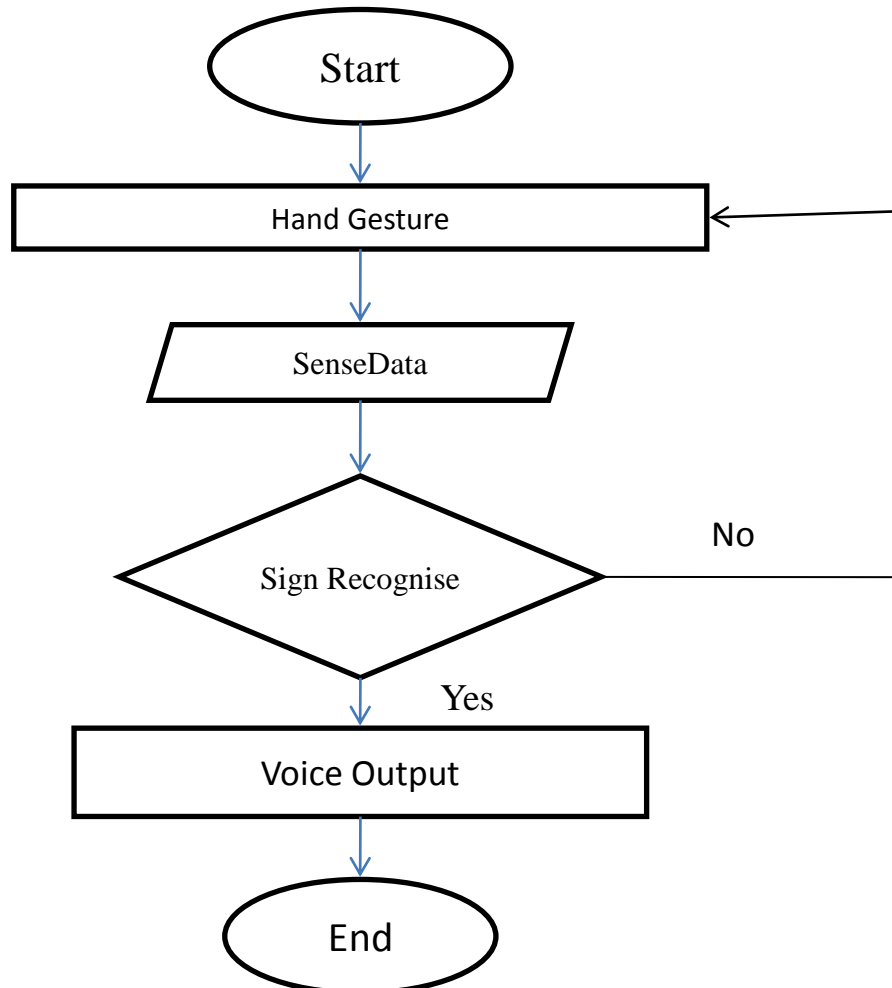 Start
Hand Gesture
SenseData
No
Sign Recognise
Yes
Voice Output
End